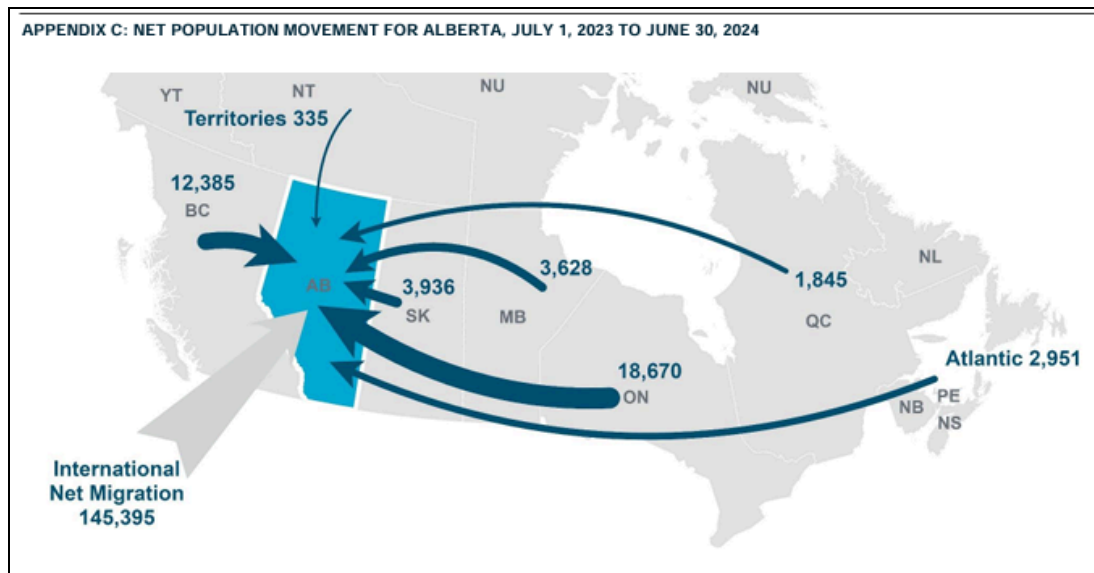 APPENDIX C: NET POPULATION MOVEMENT FOR ALBERTA, JULY 1, 2023 TO JUNE 30, 2024
YT
NT
NU
NU
Territories 335
12,385
BC
AB
3,936
SK
3,628
MB
1,845
QC
NL
18,670
ON
Atlantic 2,951
NB
PE
NS
International
Net Migration
145,395